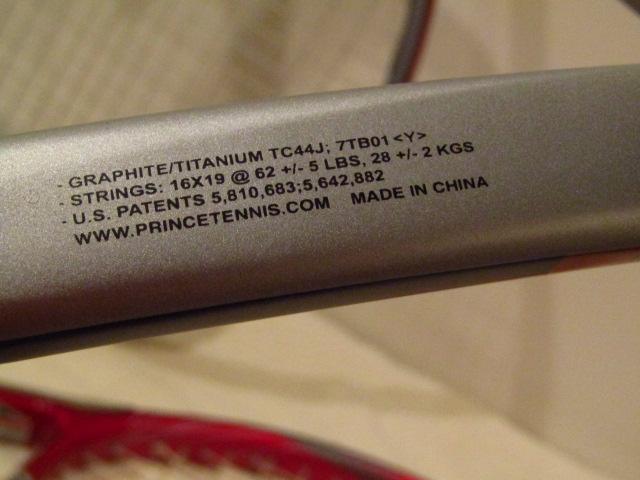 - GRAPHITE/TITANIUM TC44J; 7TB01 <Y>
- STRINGS: 16X19 @ 62 +/- 5 LBS, 28 +/- 2 KGS
- U.S. PATENTS 5,810,683;5,642,882
WWW.PRINCETENNIS.COM MADE IN CHINA